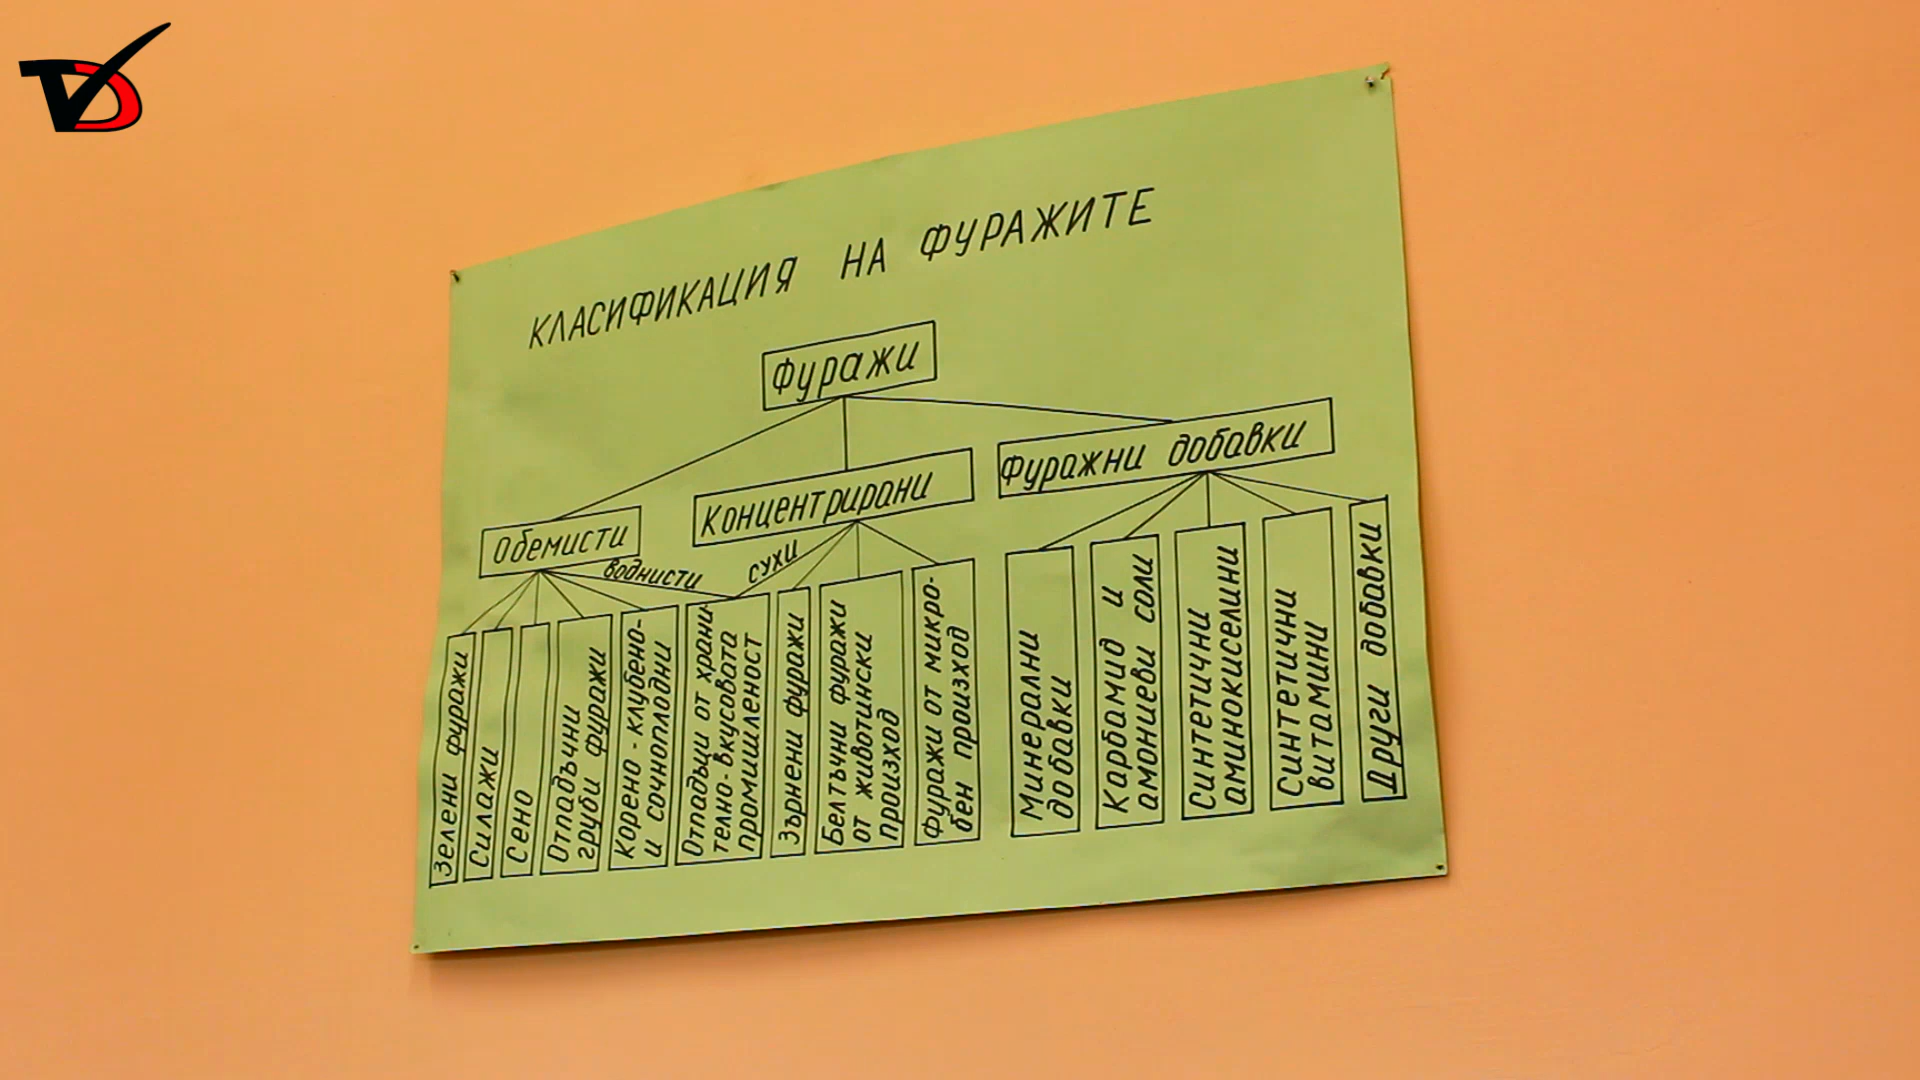 КЛАСИФИКАЦИЯ НА ФУРАЖИТЕ
Фуражи
Обемисти
Концентрирани
Фуражни добавки
воднисти
сухи
Зелени фуражи
Силажи
Сено
Отпадъчни
груби фуражи
Корено-клубено-
и сочноплодни
Отпадъци от храни-
телно-вкусовата
промишленост
Зърнени фуражи
Белтъчни фуражи
от животински
произход
Фуражи от микро-
бен произход
Минерални
добавки
Карбамид и
амониеви соли
Синтетични
аминокиселини
Синтетични
витамини
Други добавки